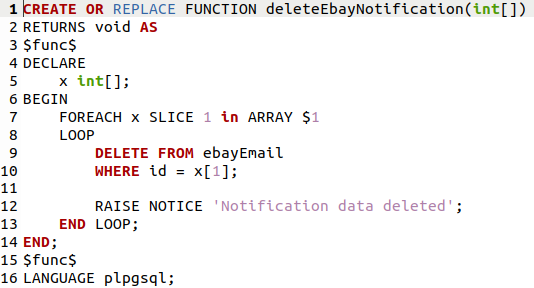 1 CREATE OR REPLACE FUNCTION deleteEbayNotification(int[])
2 RETURNS void AS
3 $func$
4 DECLARE
5     x int[];
6 BEGIN
7     FOREACH x SLICE 1 in ARRAY $1
8     LOOP
9         DELETE FROM ebayEmail
10         WHERE id = x[1];
11
12         RAISE NOTICE 'Notification data deleted';
13     END LOOP;
14 END;
15 $func$
16 LANGUAGE plpgsql;